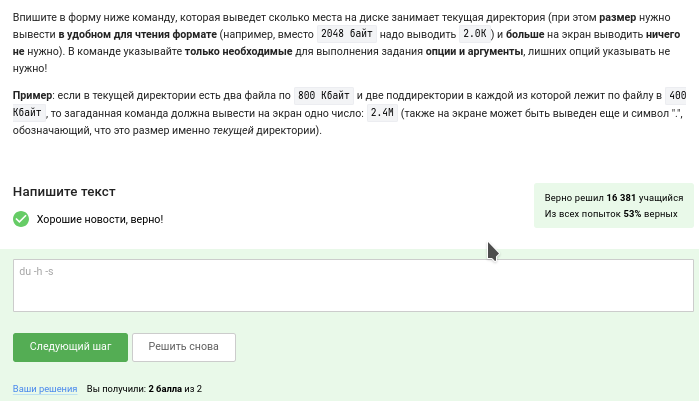 Впишите в форму ниже команду, которая выведет сколько места на диске занимает текущая директория (при этом размер нужно
вывести в удобном для чтения формате (например, вместо 2048 байт надо выводить 2.0K ) и больше на экран выводить ничего
не нужно). В команде указывайте только необходимые для выполнения задания опции и аргументы, лишних опций указывать не
нужно!
Пример: если в текущей директории есть два файла по 800 Кбайт и две поддиректории в каждой из которой лежит по файлу в 400
Кбайт, то загаданная команда должна вывести на экран одно число: 2.4M (также на экране может быть выведен еще и символ ".",
обозначающий, что это размер именно текущей директории).
Напишите текст
Верно решил 16 381 учащийся
Из всех попыток 53% верных
Хорошие новости, верно!
du -h -s
Следующий шаг Решить снова
Ваши решения Вы получили: 2 балла из 2